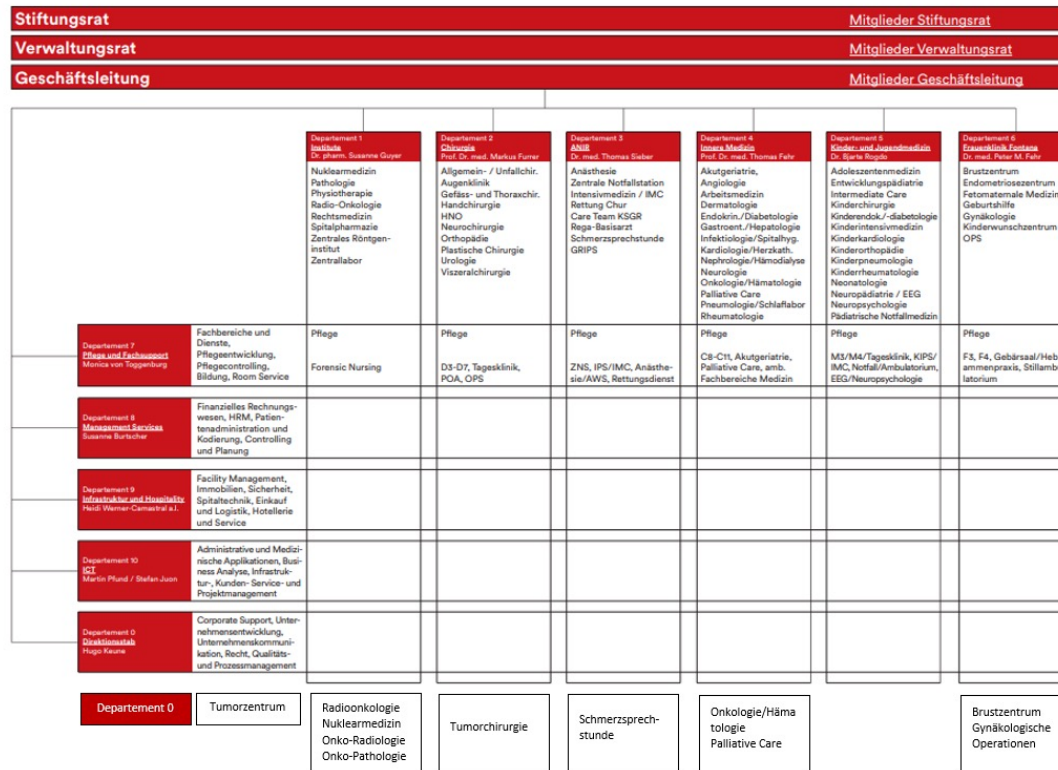 Stiftungsrat
Mitglieder Stiftungsrat
Verwaltungsrat
Mitglieder Verwaltungsrat
Geschäftsleitung
Mitglieder Geschäftsleitung
Departement 1
Institute
Dr. pharm. Susanne Guyer
Nuklearmedizin
Pathologie
Physiotherapie
Radio-Onkologie
Rechtsmedizin
Spitalpharmazie
Zentrales Röntgen-
institut
Zentrallabor
Departement 2
Chirurgie
Prof. Dr. med. Markus Furrer
Allgemein- / Unfallchir.
Augenklinik
Gefäss- und Thoraxchir.
Handchirurgie
HNO
Neurochirurgie
Orthopädie
Plastische Chirurgie
Urologie
Viszeralchirurgie
Departement 3
ANIR
Dr. med. Thomas Sieber
Anästhesie
Zentrale Notfallstation
Intensivmedizin / IMC
Rettung Chur
Care Team KSGR
Rega-Basisarzt
Schmerzsprechstunde
GRIPS
Departement 4
Innere Medizin
Prof. Dr. med. Thomas Fehr
Akutgeriatrie,
Angiologie
Arbeitsmedizin
Dermatologie
Endokrin./Diabetologie
Gastroent./Hepatologie
Infektiologie/Spitalhyg.
Kardiologie/Herzkath.
Nephrologie/Hämodialyse
Neurologie
Onkologie/Hämatologie
Palliative Care
Pneumologie/Schlaflabor
Rheumatologie
Departement 5
Kinder- und Jugendmedizin
Dr. Bjarte Rogdo
Adoleszentenmedizin
Entwicklungspädiatrie
Intermediate Care
Kinderchirurgie
Kinderendok./-diabetologie
Kinderintensivmedizin
Kinderkardiologie
Kinderorthopädie
Kinderpneumologie
Kinderrheumatologie
Neonatologie
Neuropädiatrie / EEG
Neuropsychologie
Pädiatrische Notfallmedizin
Departement 6
Frauenklinik Fontana
Dr. med. Peter M. Fehr
Brustzentrum
Endometriosezentrum
Fetomaternale Medizin
Geburtshilfe
Gynäkologie
Kinderwunschzentrum
OPS
Departement 7
Pflege und Fachsupport
Monica von Toggenburg
Fachbereiche und
Dienste,
Pflegeentwicklung,
Pflegecontrolling,
Bildung, Room Service
Pflege
Forensic Nursing
Pflege
D3-D7, Tagesklinik,
POA, OPS
Pflege
ZNS, IPS/IMC, Anästhe-
sie/AWS, Rettungsdienst
Pflege
C8-C11, Akutgeriatrie,
Palliative Care, amb.
Fachbereiche Medizin
Pflege
M3/M4/Tagesklinik, KIPS/
IMC, Notfall/Ambulatorium,
EEG/Neuropsychologie
Pflege
F3, F4, Gebärsaal/Heb
ammenpraxis, Stillambu
latorium
Departement 8
Management Services
Susanne Burtscher
Finanzielles Rechnungs-
wesen, HRM, Patien-
tenadministration und
Kodierung, Controlling
und Planung
Departement 9
Infrastruktur und Hospitality
Heidi Werner-Camastral a.I.
Facility Management,
Immobilien, Sicherheit,
Spitaltechnik, Einkauf
und Logistik, Hotellerie
und Service
Departement 10
ICT
Martin Pfund / Stefan Juon
Administrative und Medizi-
nische Applikationen, Busi-
ness Analyse, Infrastruk-
tur-, Kunden- Service- und
Projektmanagement
Departement 0
Direktionsstab
Hugo Keune
Corporate Support, Unter-
nehmensentwicklung,
Unternehmenskommuni-
kation, Recht, Qualitäts-
und Prozessmanagement
Departement 0
Tumorzentrum
Radioonkologie
Nuklearmedizin
Onko-Radiologie
Onko-Pathologie
Tumorchirurgie
Schmerzsprech-
stunde
Onkologie/Häma
tologie
Palliative Care
Brustzentrum
Gynäkologische
Operationen